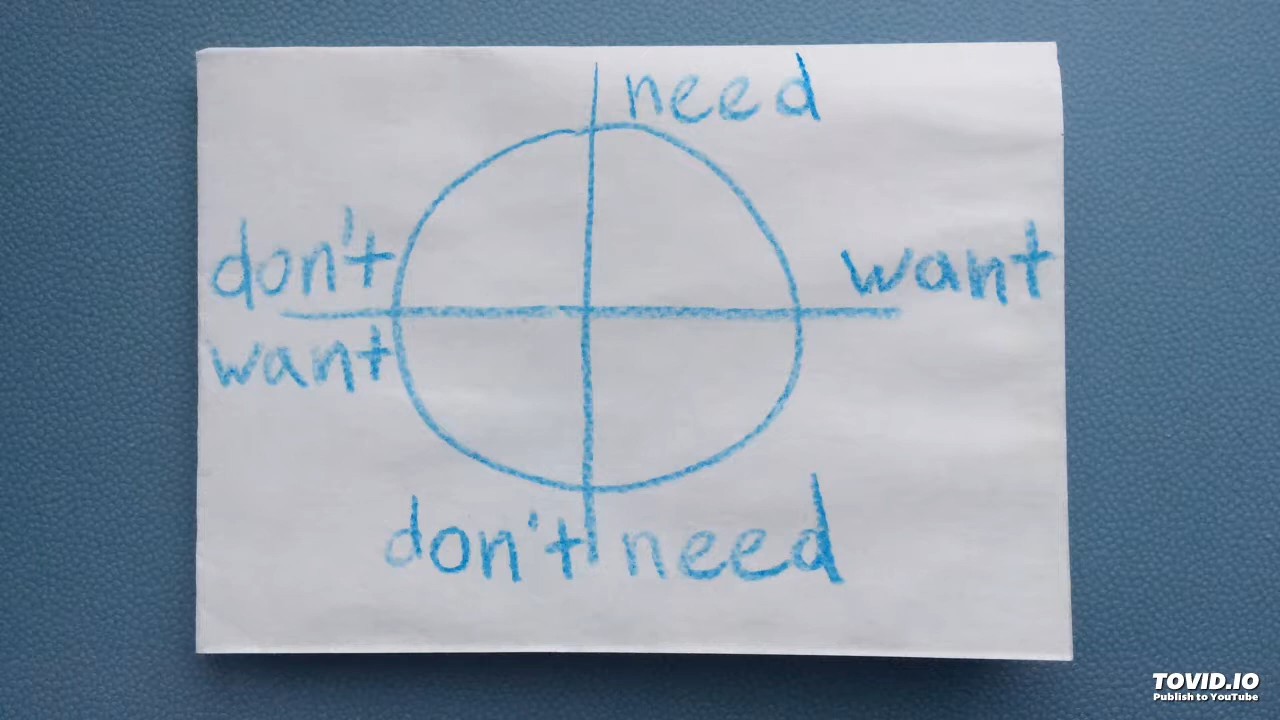 need
don't
want
want
don't need
TOVID.IO
Publish to YouTube